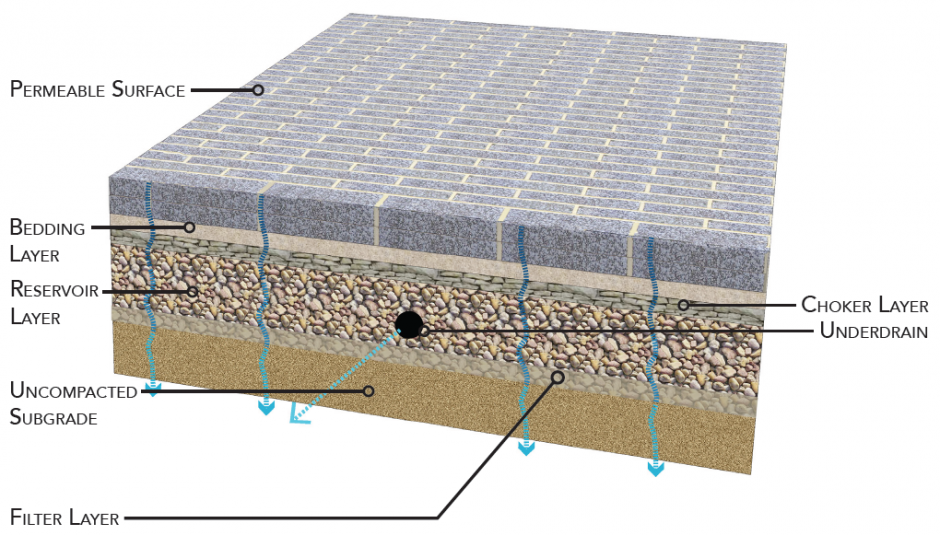 Permeable Surface
Bedding
Layer
Reservoir
Layer
Choker Layer
Underdrain
Uncompacted
Subgrade
Filter Layer